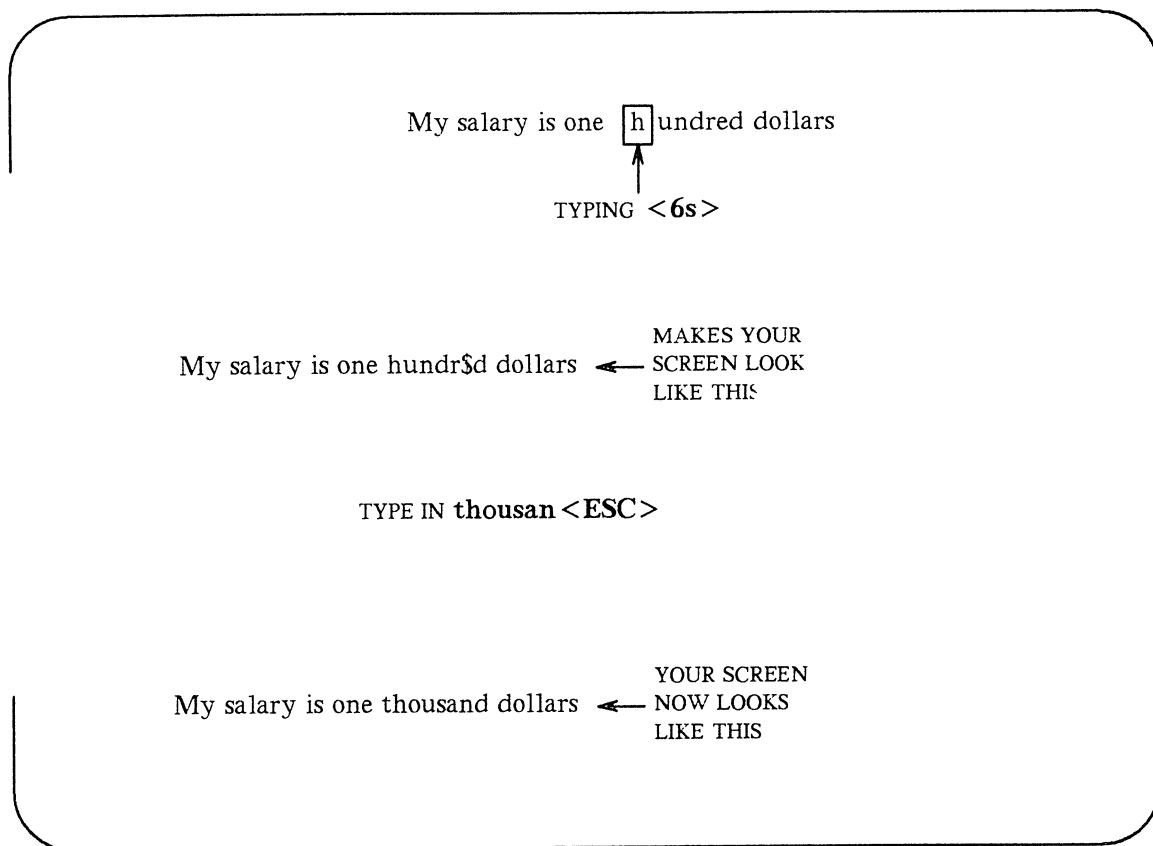 My salary is one hundred dollars
TYPING <6s>
My salary is one hundr$d dollars
MAKES YOUR
SCREEN LOOK
LIKE THIS
TYPE IN thousan <ESC>
My salary is one thousand dollars
YOUR SCREEN
NOW LOOKS
LIKE THIS